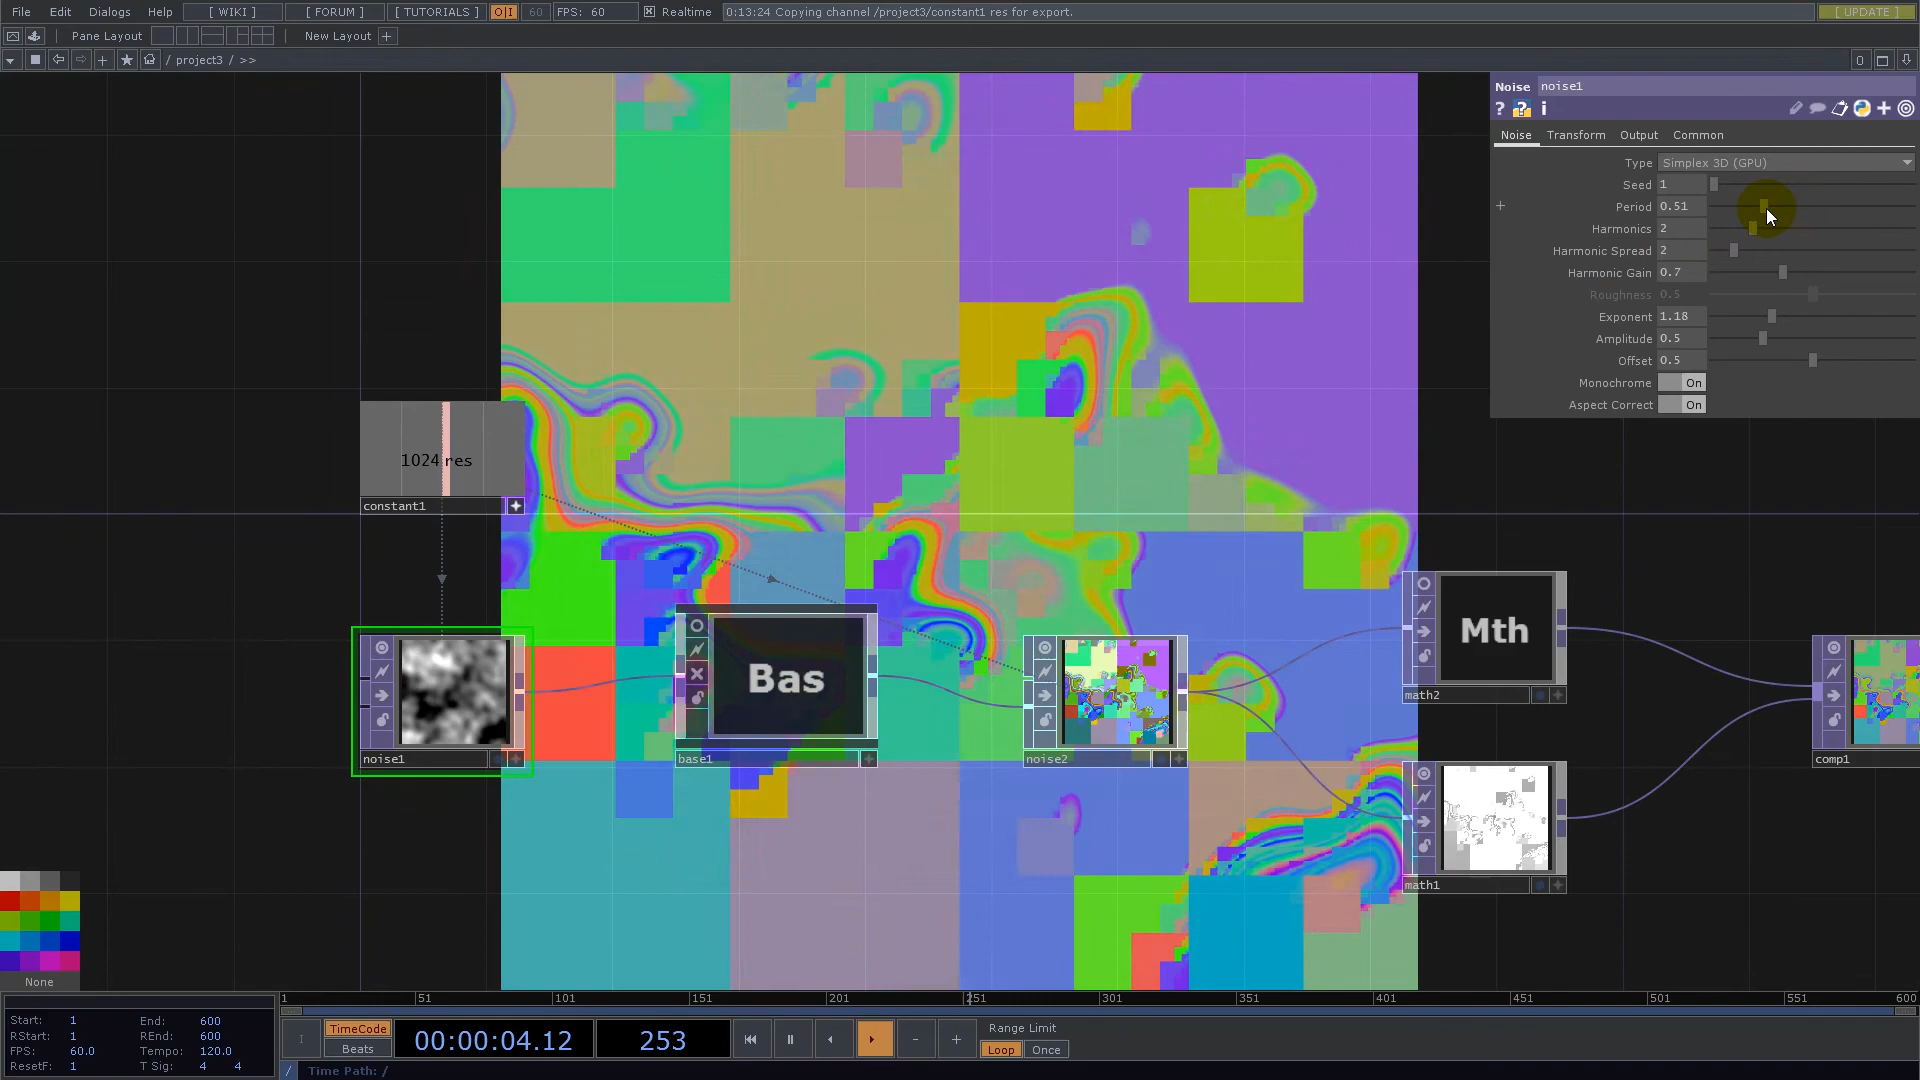 File Edit Dialogs Help [ WIKI ] [ FORUM ] [ TUTORIALS ] O|I 60 FPS: 60 Realtime 0:13:24 Copying channel /project3/constant1 res for export. [ UPDATE ]
Pane Layout New Layout +
/ project3 / >> 0
Noise noise1
? ? i
Noise Transform Output Common
Type Simplex 3D (GPU)
Seed 1
+ Period 0.51
Harmonics 2
Harmonic Spread 2
Harmonic Gain 0.7
Roughness 0.5
Exponent 1.18
Amplitude 0.5
Offset 0.5
Monochrome On
Aspect Correct On
1024 res
constant1
Bas
Mth
math2
noise1
base1
noise2
comp1
math1
None
1 51 101 151 201 251 301 351 401 451 501 551 600
Start: 1 End: 600
RStart: 1 REnd: 600
FPS: 60.0 Tempo: 120.0
ResetF: 1 T Sig: 4 4
TimeCode
Beats
00:00:04.12
253
Range Limit
Loop Once
/ Time Path: /